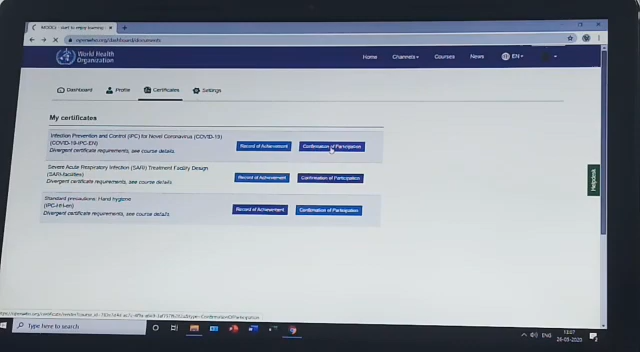 MOOCs - start to enjoy learning
openwho.org/dashboard/documents
World Health
Organization
Home Channels Courses News EN
Dashboard Profile Certificates Settings
My certificates
Infection Prevention and Control (IPC) for Novel Coronavirus (COVID-19)
(COVID-19-IPC-EN)
Divergent certificate requirements, see course details.
Record of Achievement Confirmation of Participation
Severe Acute Respiratory Infection (SARI) Treatment Facility Design
(SARI-facilities)
Divergent certificate requirements, see course details.
Record of Achievement Confirmation of Participation
Standard precautions: Hand hygiene
(IPC-HH-en)
Divergent certificate requirements, see course details.
Record of Achievement Confirmation of Participation
Helpdesk
Type here to search
ENG
13:07
26-05-2020